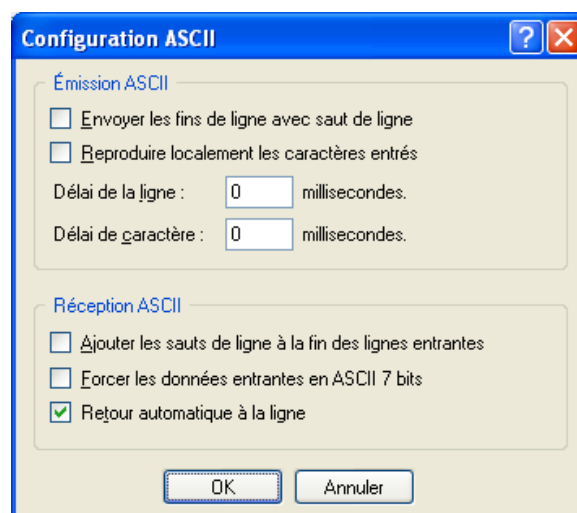 Configuration ASCII
Émission ASCII
Envoyer les fins de ligne avec saut de ligne
Reproduire localement les caractères entrés
Délai de la ligne : 0 millisecondes.
Délai de caractère : 0 millisecondes.
Réception ASCII
Ajouter les sauts de ligne à la fin des lignes entrantes
Forcer les données entrantes en ASCII 7 bits
Retour automatique à la ligne
OK Annuler